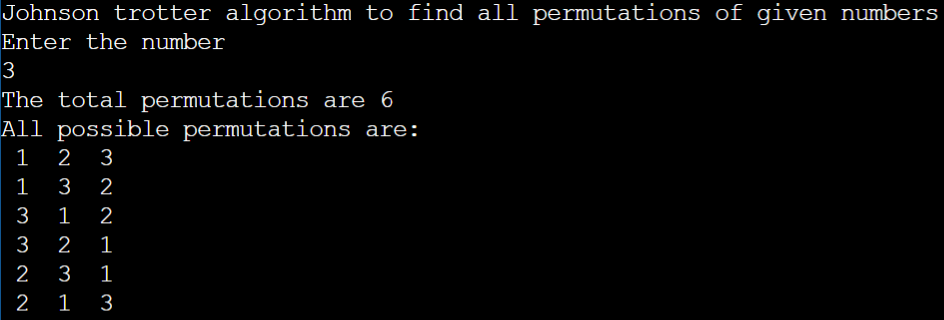 Johnson trotter algorithm to find all permutations of given numbers
Enter the number
3
The total permutations are 6
All possible permutations are:
1 2 3
1 3 2
3 1 2
3 2 1
2 3 1
2 1 3